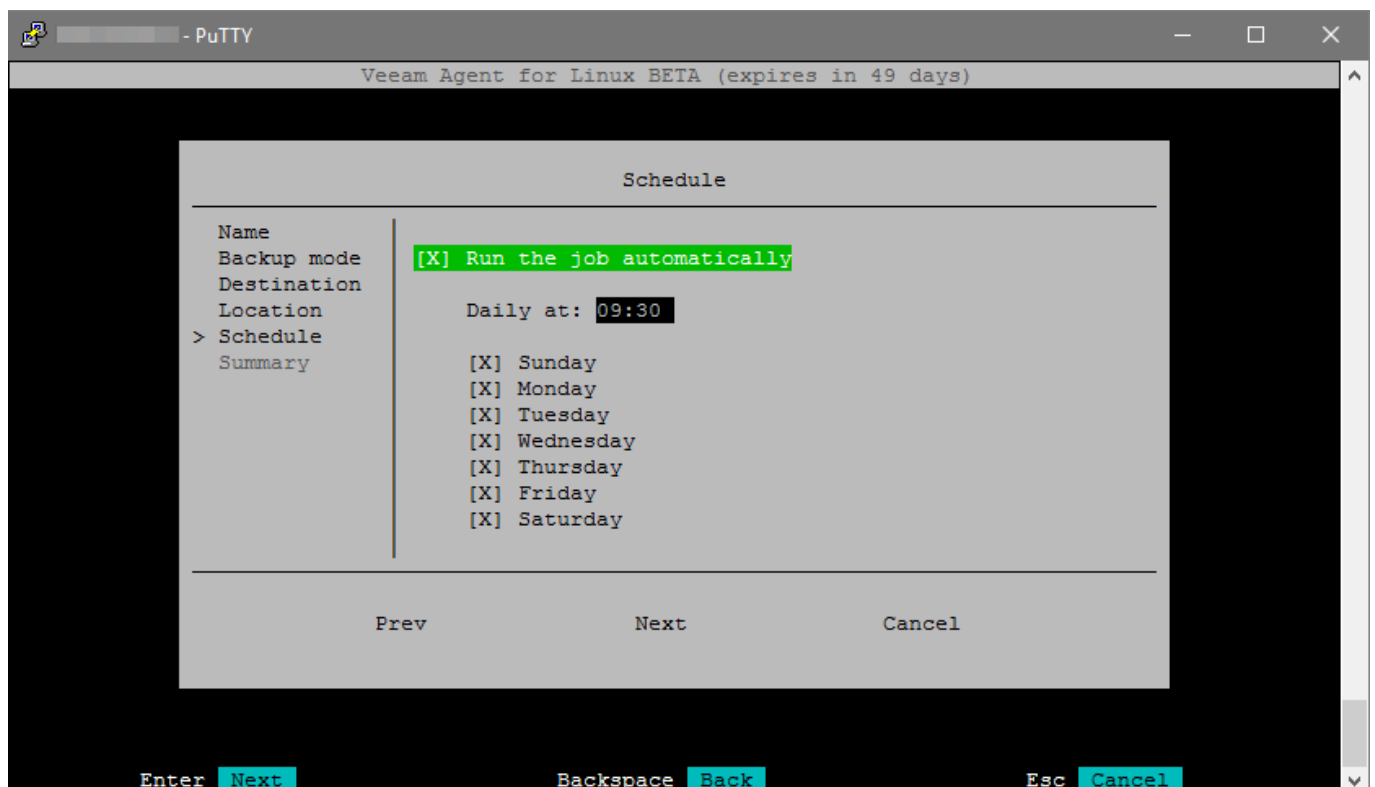 - PuTTY
Veeam Agent for Linux BETA (expires in 49 days)
Schedule
Name
Backup mode
Destination
Location
> Schedule
Summary
[X] Run the job automatically
Daily at: 09:30
[X] Sunday
[X] Monday
[X] Tuesday
[X] Wednesday
[X] Thursday
[X] Friday
[X] Saturday
Prev Next Cancel
Enter Next Backspace Back Esc Cancel